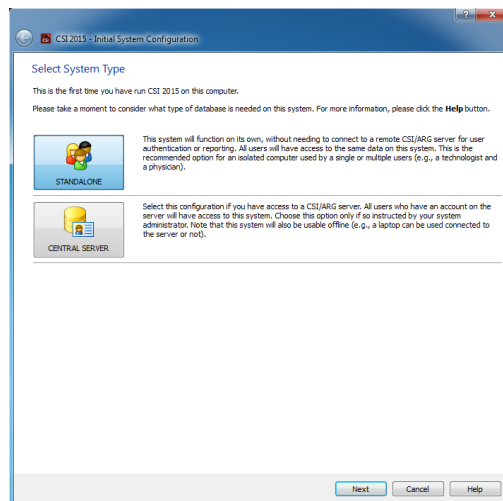 CSI 2015 - Initial System Configuration
Select System Type
This is the first time you have run CSI 2015 on this computer.
Please take a moment to consider what type of database is needed on this system. For more information, please click the Help button.
This system will function on its own, without needing to connect to a remote CSI/ARG server for user
authentication or reporting. All users will have access to the same data on this system. This is the
recommended option for an isolated computer used by a single or multiple users (e.g., a technologist and
a physician).
STANDALONE
Select this configuration if you have access to a CSI/ARG server. All users who have an account on the
server will have access to this system. Choose this option only if so instructed by your system
administrator. Note that this system will also be usable offline (e.g., a laptop can be used connected to
the server or not).
CENTRAL SERVER
Next Cancel Help